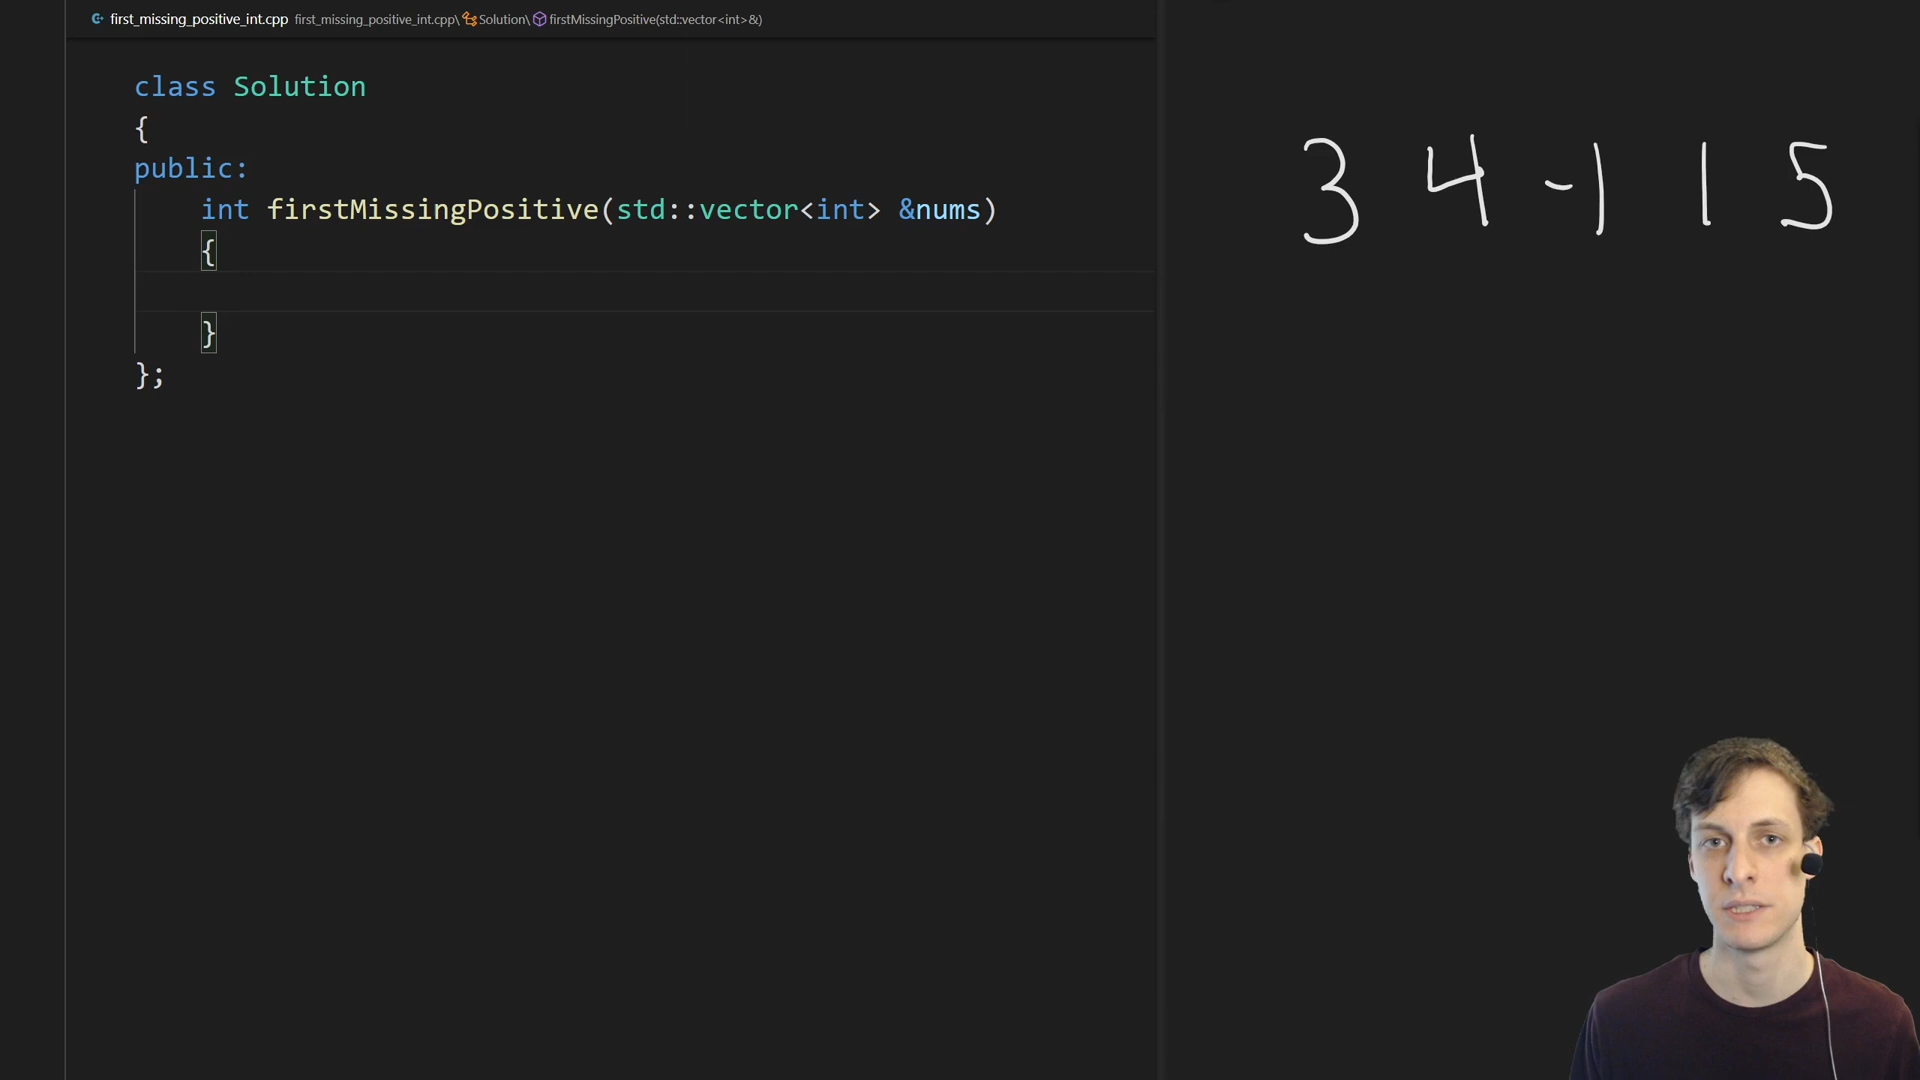 first_missing_positive_int.cpp first_missing_positive_int.cpp\Solution\firstMissingPositive(std::vector<int>&)
class Solution
{
public:
int firstMissingPositive(std::vector<int> &nums)
{
}
};
3 4 -1 1 5